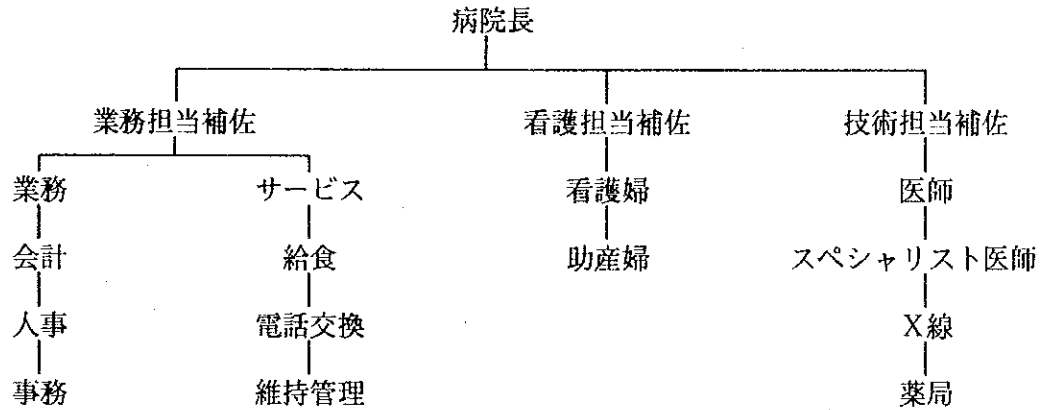 病院長
業務担当補佐 看護担当補佐 技術担当補佐
業務 サービス 看護婦 医師
会計 給食 助産婦 スペシャリスト医師
人事 電話交換 X線
事務 維持管理 薬局